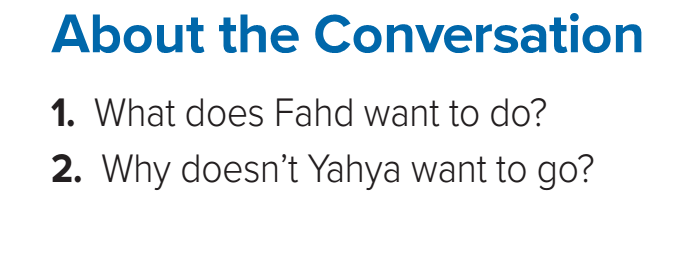 About the Conversation
1. What does Fahd want to do?
2. Why doesn’t Yahya want to go?